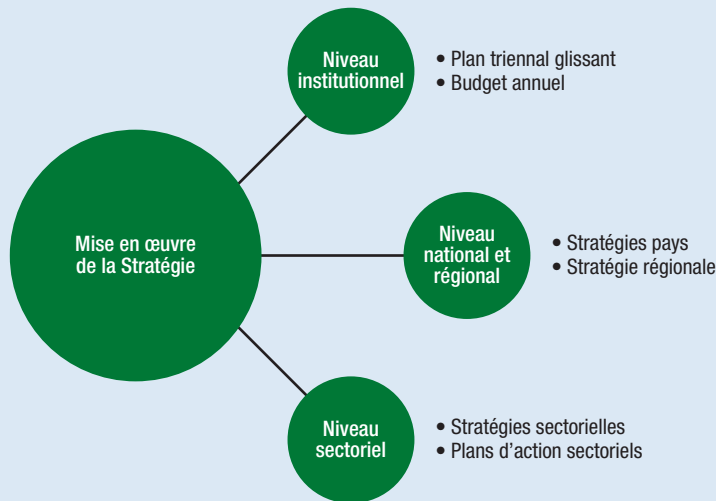 Niveau
institutionnel
• Plan triennal glissant
• Budget annuel
Mise en œuvre
de la Stratégie
Niveau
national et
régional
• Stratégies pays
• Stratégie régionale
Niveau
sectoriel
• Stratégies sectorielles
• Plans d’action sectoriels